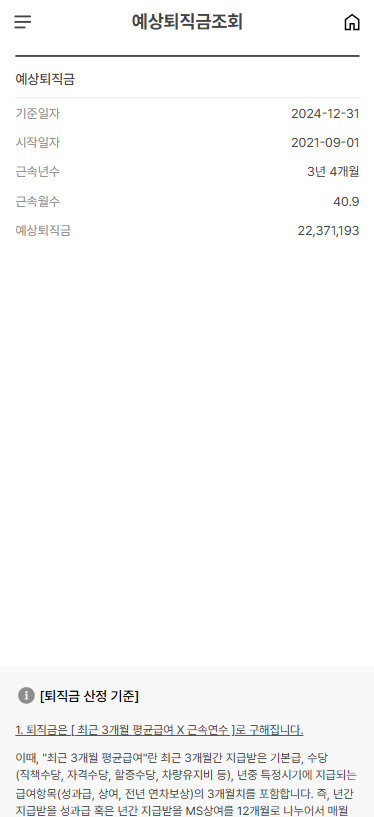 예상퇴직금조회
예상퇴직금
기준일자 2024-12-31
시작일자 2021-09-01
근속년수 3년 4개월
근속월수 40.9
예상퇴직금 22,371,193
[퇴직금 산정 기준]
1. 퇴직금은 [ 최근 3개월 평균급여 X 근속연수 ]로 구해집니다.
이때, "최근 3개월 평균급여"란 최근 3개월간 지급받은 기본급, 수당
(직책수당, 자격수당, 할증수당, 차량유지비 등), 년중 특정시기에 지급되는
급여항목(성과급, 상여, 전년 연차보상)의 3개월치를 포함합니다. 즉, 년간
지급받을 성과급 혹은 년간 지급받을 MS상여를 12개월로 나누어서 매월